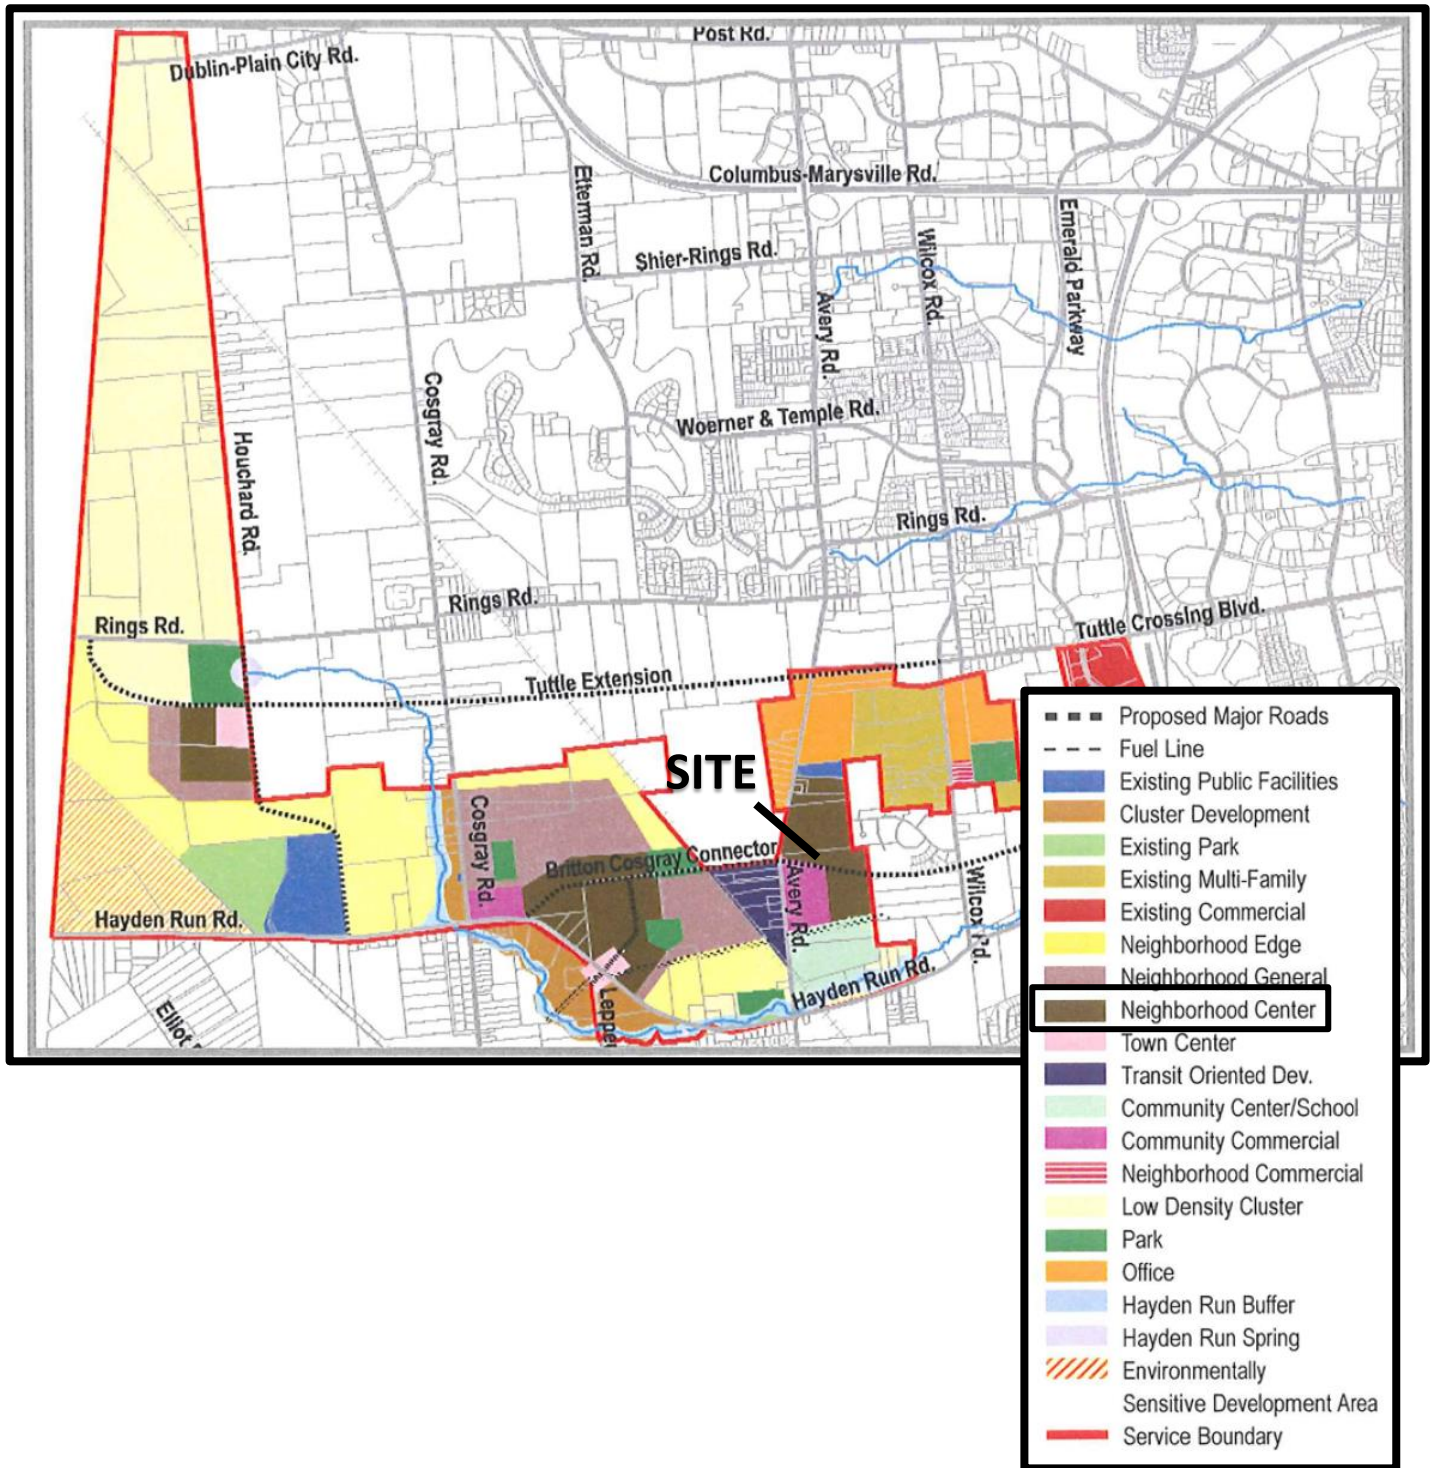 Post Rd.
Dublin-Plain City Rd.
Columbus-Marysville Rd.
Eiterman Rd.
Shier-Rings Rd.
Wilcox Rd.
Emerald Parkway
Avery Rd.
Cosgray Rd.
Woerner & Temple Rd.
Houchard Rd.
Rings Rd.
Rings Rd.
Rings Rd.
Tuttle Crossing Blvd.
Tuttle Extension
SITE
Cosgray Rd.
Britton Cosgray Connector
Avery Rd.
Wilcox Rd.
Hayden Run Rd.
Hayden Run Rd.
Elliot
Lepper
Proposed Major Roads
Fuel Line
Existing Public Facilities
Cluster Development
Existing Park
Existing Multi-Family
Existing Commercial
Neighborhood Edge
Neighborhood General
Neighborhood Center
Town Center
Transit Oriented Dev.
Community Center/School
Community Commercial
Neighborhood Commercial
Low Density Cluster
Park
Office
Hayden Run Buffer
Hayden Run Spring
Environmentally
Sensitive Development Area
Service Boundary